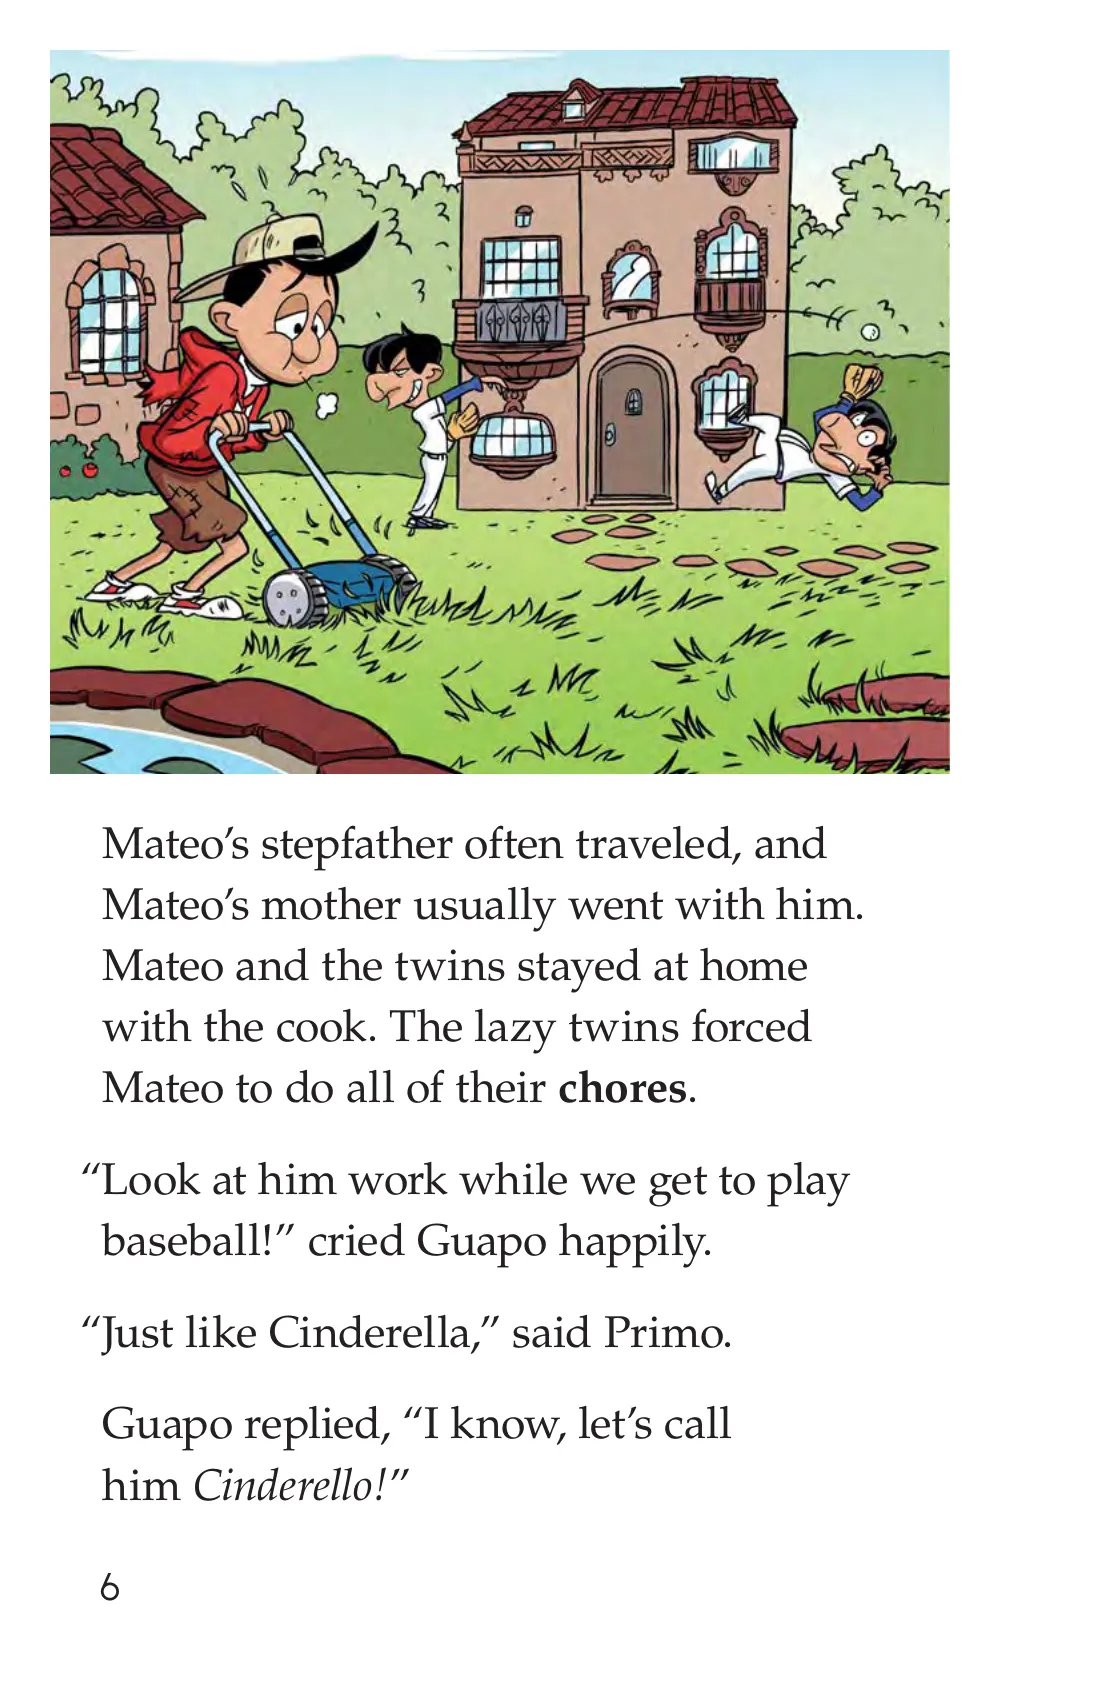 Mateo’s stepfather often traveled, and
Mateo’s mother usually went with him.
Mateo and the twins stayed at home
with the cook. The lazy twins forced
Mateo to do all of their chores.
“Look at him work while we get to play
baseball!” cried Guapo happily.
“Just like Cinderella,” said Primo.
Guapo replied, “I know, let’s call
him Cinderello!”
6